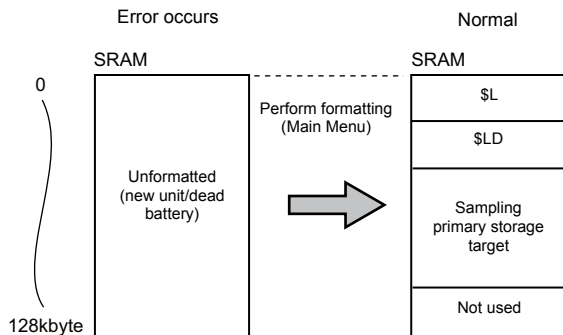 Error occurs
Normal
SRAM
SRAM
0
$L
Perform formatting
(Main Menu)
$LD
Unformatted
(new unit/dead
battery)
Sampling
primary storage
target
Not used
128kbyte